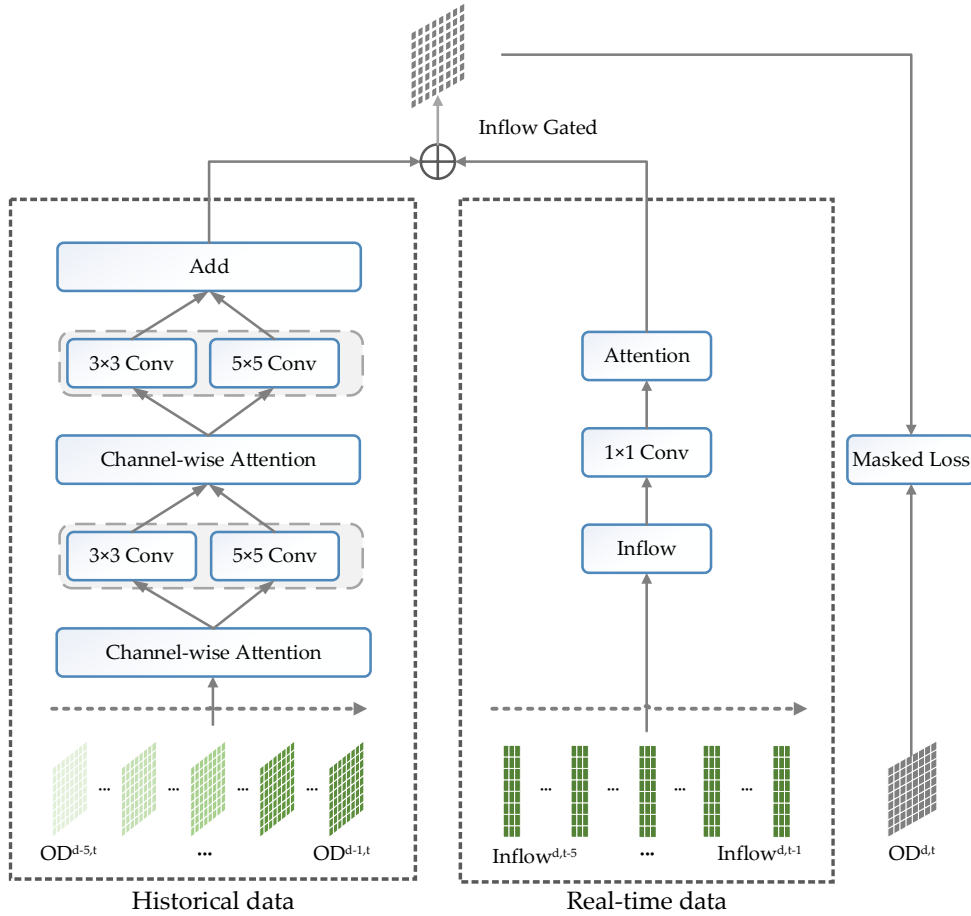 Inflow Gated
Add
3×3 Conv
5×5 Conv
Channel-wise Attention
3×3 Conv
5×5 Conv
Channel-wise Attention
...
...
...
...
OD^{d-5,t}
...
OD^{d-1,t}
Historical data
Attention
1×1 Conv
Inflow
...
...
...
...
Inflow^{d,t-5}
...
Inflow^{d,t-1}
Real-time data
Masked Loss
OD^{d,t}